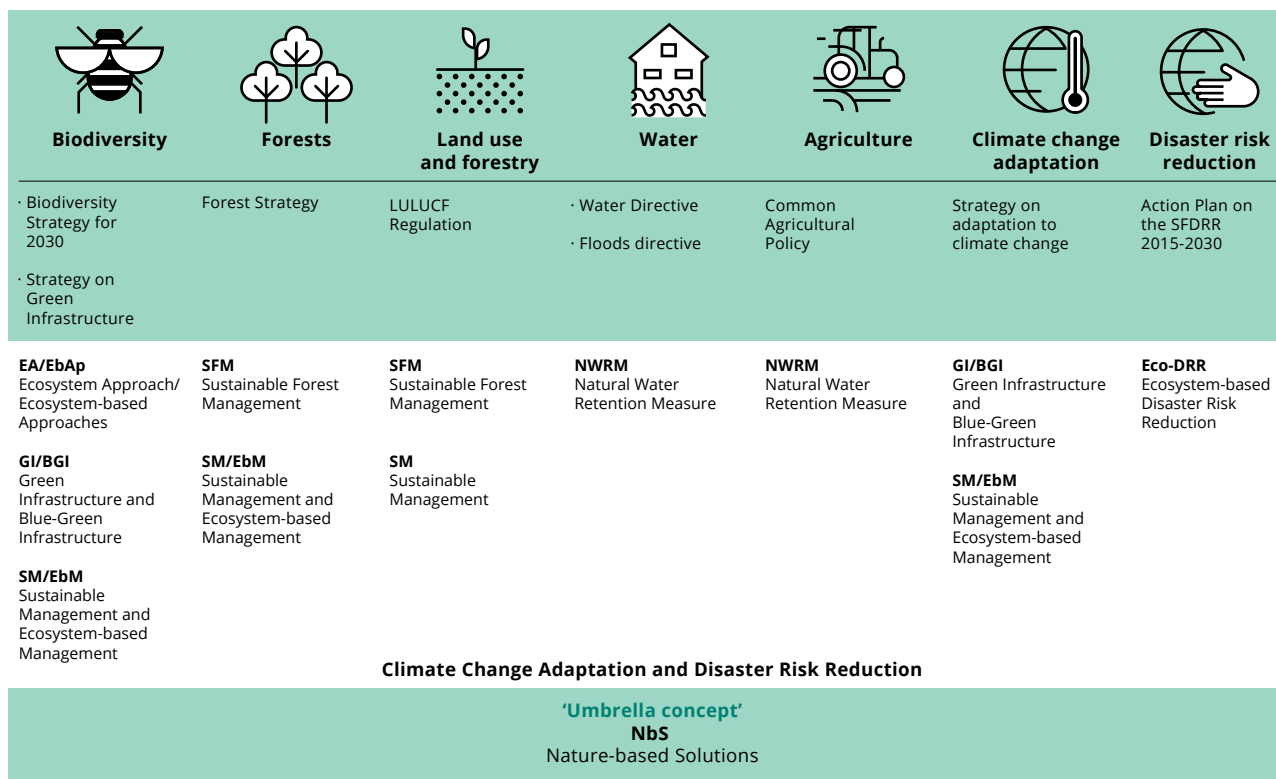 Biodiversity
Forests
Land use
and forestry
Water
Agriculture
Climate change
adaptation
Disaster risk
reduction
· Biodiversity
Strategy for
2030
· Strategy on
Green
Infrastructure
Forest Strategy
LULUCF
Regulation
· Water Directive
· Floods directive
Common
Agricultural
Policy
Strategy on
adaptation to
climate change
Action Plan on
the SFDRR
2015-2030
EA/EbAp
Ecosystem Approach/
Ecosystem-based
Approaches
GI/BGI
Green
Infrastructure and
Blue-Green
Infrastructure
SM/EbM
Sustainable
Management and
Ecosystem-based
Management
SFM
Sustainable Forest
Management
SM/EbM
Sustainable
Management and
Ecosystem-based
Management
SFM
Sustainable Forest
Management
SM
Sustainable
Management
NWRM
Natural Water
Retention Measure
NWRM
Natural Water
Retention Measure
GI/BGI
Green Infrastructure
and
Blue-Green
Infrastructure
SM/EbM
Sustainable
Management and
Ecosystem-based
Management
Eco-DRR
Ecosystem-based
Disaster Risk
Reduction
Climate Change Adaptation and Disaster Risk Reduction
‘Umbrella concept’
NbS
Nature-based Solutions